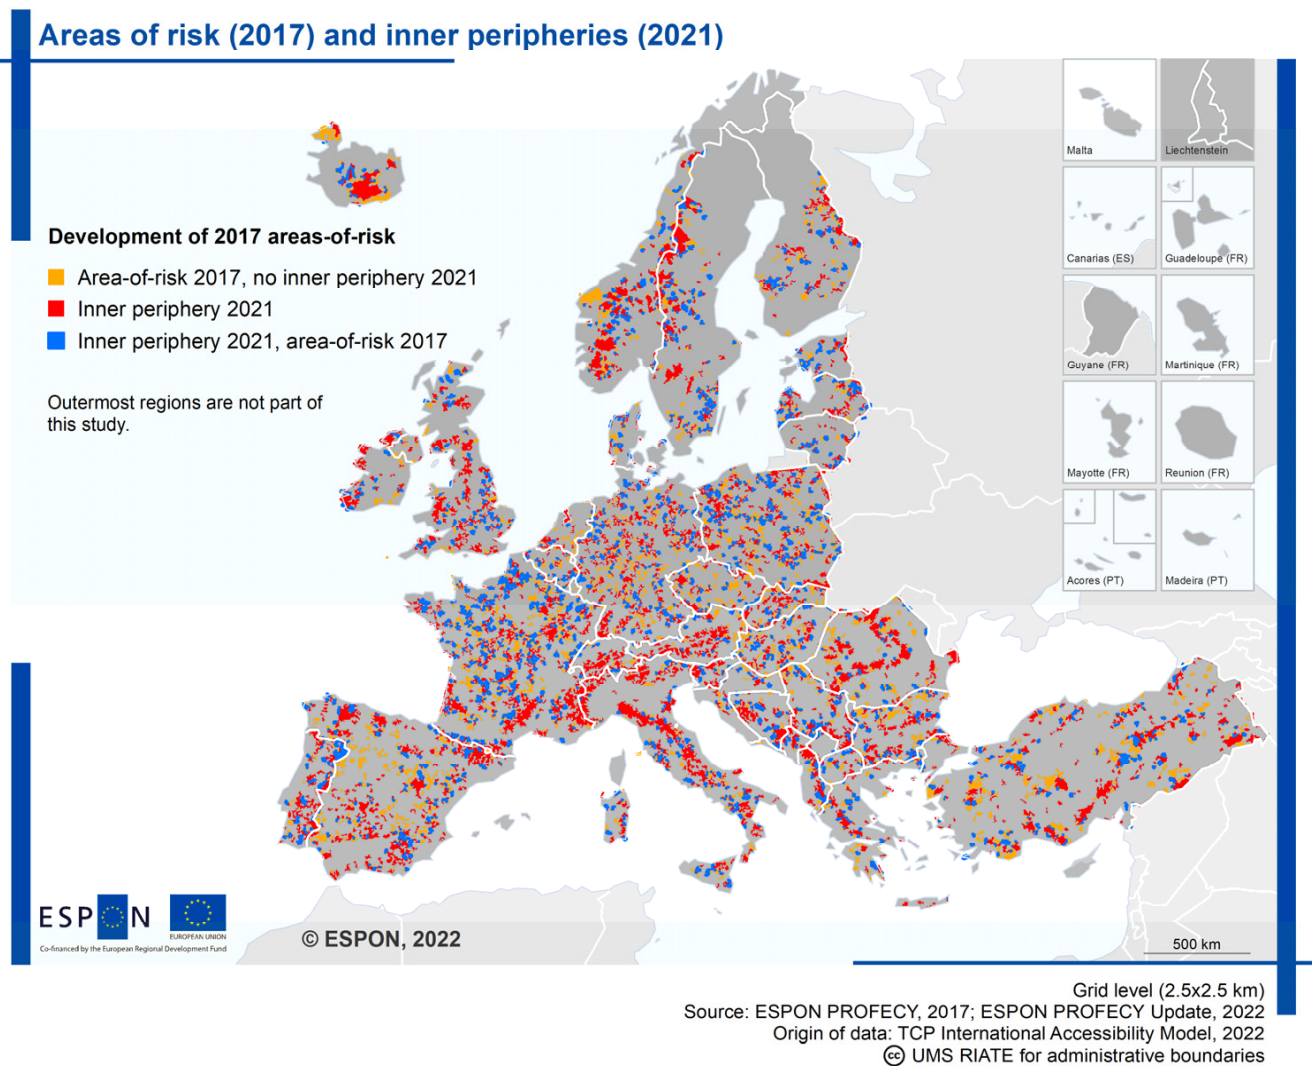 Areas of risk (2017) and inner peripheries (2021)
Malta
Liechtenstein
Development of 2017 areas-of-risk
Area-of-risk 2017, no inner periphery 2021
Inner periphery 2021
Inner periphery 2021, area-of-risk 2017
Canarias (ES)
Guadeloupe (FR)
Outermost regions are not part of
this study.
Guyane (FR)
Martinique (FR)
Mayotte (FR)
Reunion (FR)
Acores (PT)
Madeira (PT)
ESPON
EUROPEAN UNION
Co-financed by the European Regional Development Fund
© ESPON, 2022
500 km
Grid level (2.5x2.5 km)
Source: ESPON PROFECY, 2017; ESPON PROFECY Update, 2022
Origin of data: TCP International Accessibility Model, 2022
cc UMS RIATE for administrative boundaries